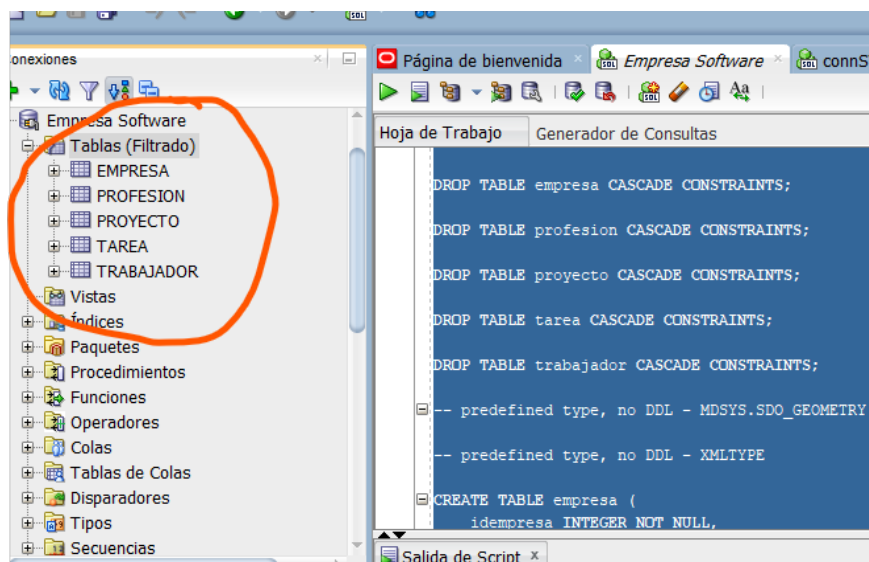 SQL
onexiones
Empresa Software
Tablas (Filtrado)
EMPRESA
PROFESION
PROYECTO
TAREA
TRABAJADOR
Vistas
Índices
Paquetes
Procedimientos
Funciones
Operadores
Colas
Tablas de Colas
Disparadores
Tipos
Secuencias
Página de bienvenida
Empresa Software
connS
Hoja de Trabajo
Generador de Consultas
DROP TABLE empresa CASCADE CONSTRAINTS;
DROP TABLE profesion CASCADE CONSTRAINTS;
DROP TABLE proyecto CASCADE CONSTRAINTS;
DROP TABLE tarea CASCADE CONSTRAINTS;
DROP TABLE trabajador CASCADE CONSTRAINTS;
-- predefined type, no DDL - MDSYS.SDO_GEOMETRY
-- predefined type, no DDL - XMLTYPE
CREATE TABLE empresa (
idempresa INTEGER NOT NULL,
Salida de Script